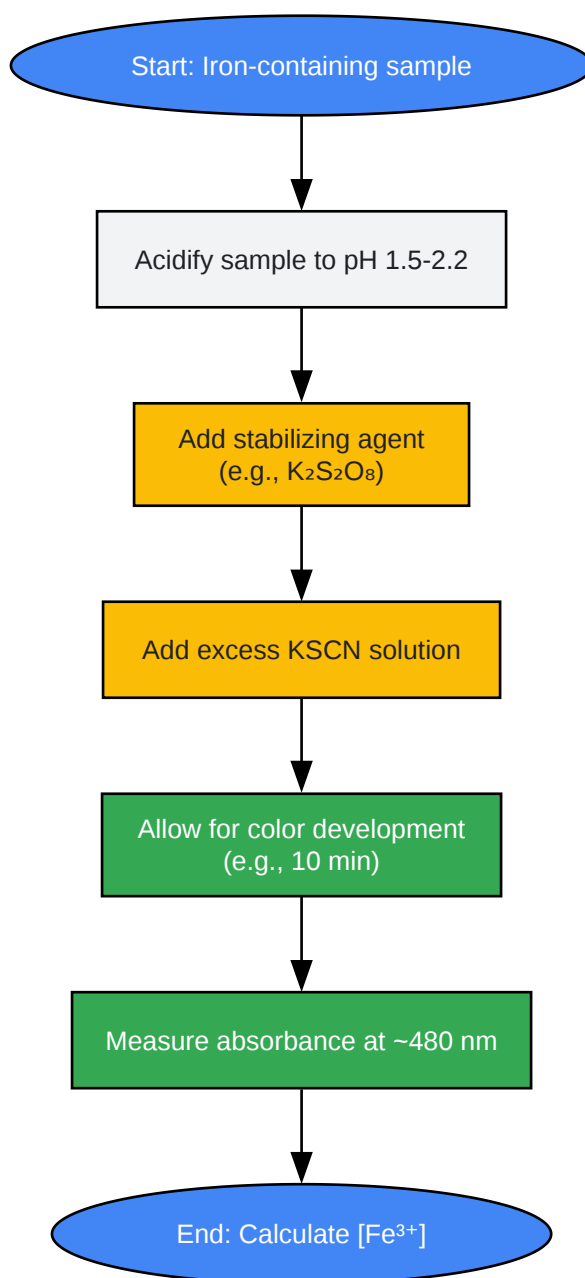 Start: Iron-containing sample
Acidify sample to pH 1.5-2.2
Add stabilizing agent
(e.g., K₂S₂O₈)
Add excess KSCN solution
Allow for color development
(e.g., 10 min)
Measure absorbance at ~480 nm
End: Calculate [Fe³⁺]